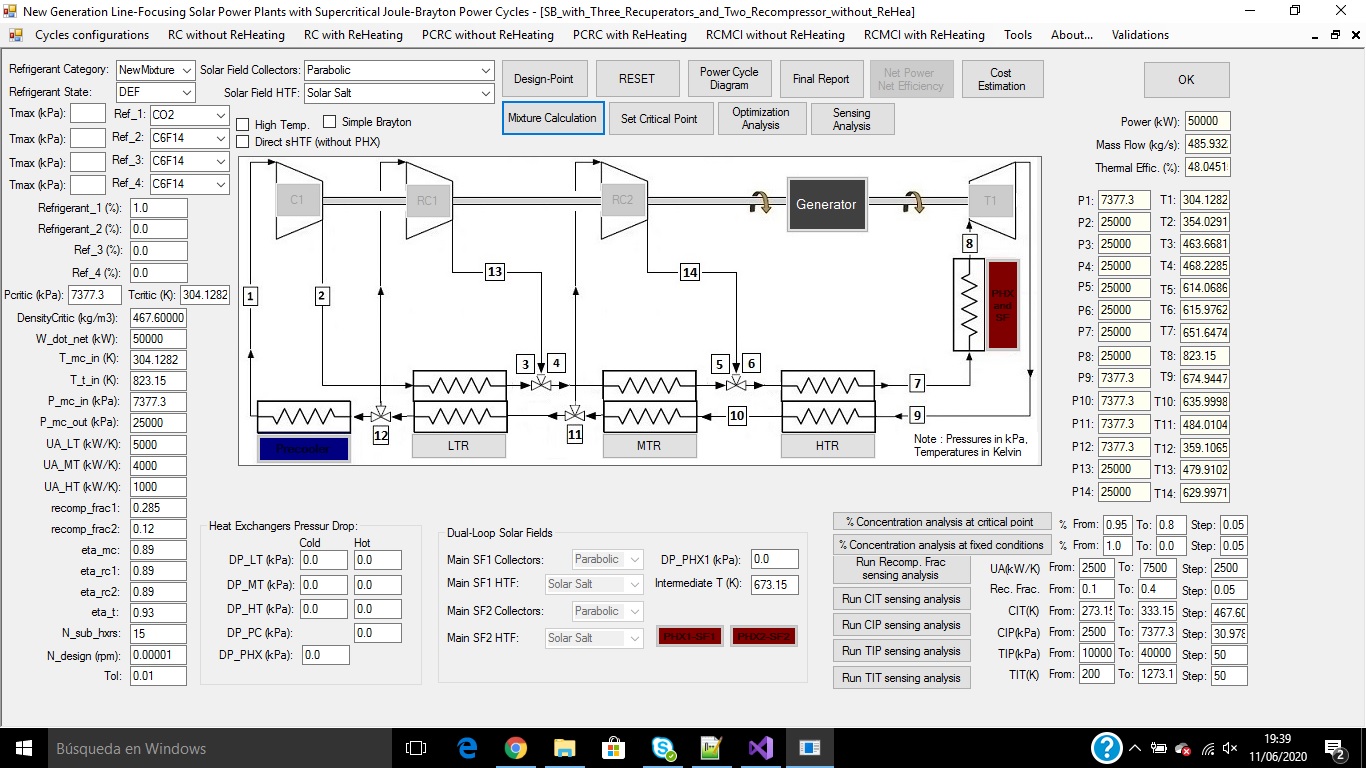 New Generation Line-Focusing Solar Power Plants with Supercritical Joule-Brayton Power Cycles - [SB_with_Three_Recuperators_and_Two_Recompressor_without_ReHea]
Cycles configurations RC without ReHeating RC with ReHeating PCRC without ReHeating PCRC with ReHeating RCMCI without ReHeating RCMCI with ReHeating Tools About... Validations
Refrigerant Category: NewMixture Solar Field Collectors: Parabolic
Refrigerant State: DEF Solar Field HTF: Solar Salt
Design-Point RESET Power Cycle Diagram Final Report Net Power Net Efficiency Cost Estimation OK
Mixture Calculation Set Critical Point Optimization Analysis Sensing Analysis
Tmax (kPa): Ref_1: CO2
Tmax (kPa): Ref_2: C6F14
Tmax (kPa): Ref_3: C6F14
Tmax (kPa): Ref_4: C6F14
High Temp. Simple Brayton
Direct sHTF (without PHX)
Refrigerant_1 (%): 1.0
Refrigerant_2 (%): 0.0
Ref_3 (%): 0.0
Ref_4 (%): 0.0
Pcritic (kPa): 7377.3 Tcritic (K): 304.1282
DensityCritic (kg/m3): 467.60000
W_dot_net (kW): 50000
T_mc_in (K): 304.1282
T_t_in (K): 823.15
P_mc_in (kPa): 7377.3
P_mc_out (kPa): 25000
UA_LT (kW/K): 5000
UA_MT (kW/K): 4000
UA_HT (kW/K): 1000
recomp_frac1: 0.285
recomp_frac2: 0.12
eta_mc: 0.89
eta_rc1: 0.89
eta_rc2: 0.89
eta_t: 0.93
N_sub_hxrs: 15
N_design (rpm): 0.00001
Tol: 0.01
C1 RC1 RC2 Generator T1
8
13 14
1 2
PHX and SF
3 4 5 6
7
12 11 10 9
Precooler LTR MTR HTR
Note : Pressures in kPa,
Temperatures in Kelvin
Power (kW): 50000
Mass Flow (kg/s): 485.932
Thermal Effic. (%): 48.0451
P1: 7377.3 T1: 304.1282
P2: 25000 T2: 354.0291
P3: 25000 T3: 463.6681
P4: 25000 T4: 468.2285
P5: 25000 T5: 614.0686
P6: 25000 T6: 615.9762
P7: 25000 T7: 651.6474
P8: 25000 T8: 823.15
P9: 7377.3 T9: 674.9447
P10: 7377.3 T10: 635.9998
P11: 7377.3 T11: 484.0104
P12: 7377.3 T12: 359.1065
P13: 25000 T13: 479.9102
P14: 25000 T14: 629.9971
Heat Exchangers Pressur Drop:
Cold Hot
DP_LT (kPa): 0.0 0.0
DP_MT (kPa): 0.0 0.0
DP_HT (kPa): 0.0 0.0
DP_PC (kPa): 0.0
DP_PHX (kPa): 0.0
Dual-Loop Solar Fields
Main SF1 Collectors: Parabolic DP_PHX1 (kPa): 0.0
Main SF1 HTF: Solar Salt Intermediate T (K): 673.15
Main SF2 Collectors: Parabolic
Main SF2 HTF: Solar Salt PHX1-SF1 PHX2-SF2
% Concentration analysis at critical point % From: 0.95 To: 0.8 Step: 0.05
% Concentration analysis at fixed conditions % From: 1.0 To: 0.0 Step: 0.05
Run Recomp. Frac sensing analysis UA(kW/K) From: 2500 To: 7500 Step: 2500
Rec. Frac. From: 0.1 To: 0.4 Step: 0.05
Run CIT sensing analysis CIT(K) From: 273.15 To: 333.15 Step: 467.60
Run CIP sensing analysis CIP(kPa) From: 2500 To: 7377.3 Step: 30.978
Run TIP sensing analysis TIP(kPa) From: 10000 To: 40000 Step: 50
Run TIT sensing analysis TIT(K) From: 200 To: 1273.1 Step: 50
Búsqueda en Windows
19:39
11/06/2020
2